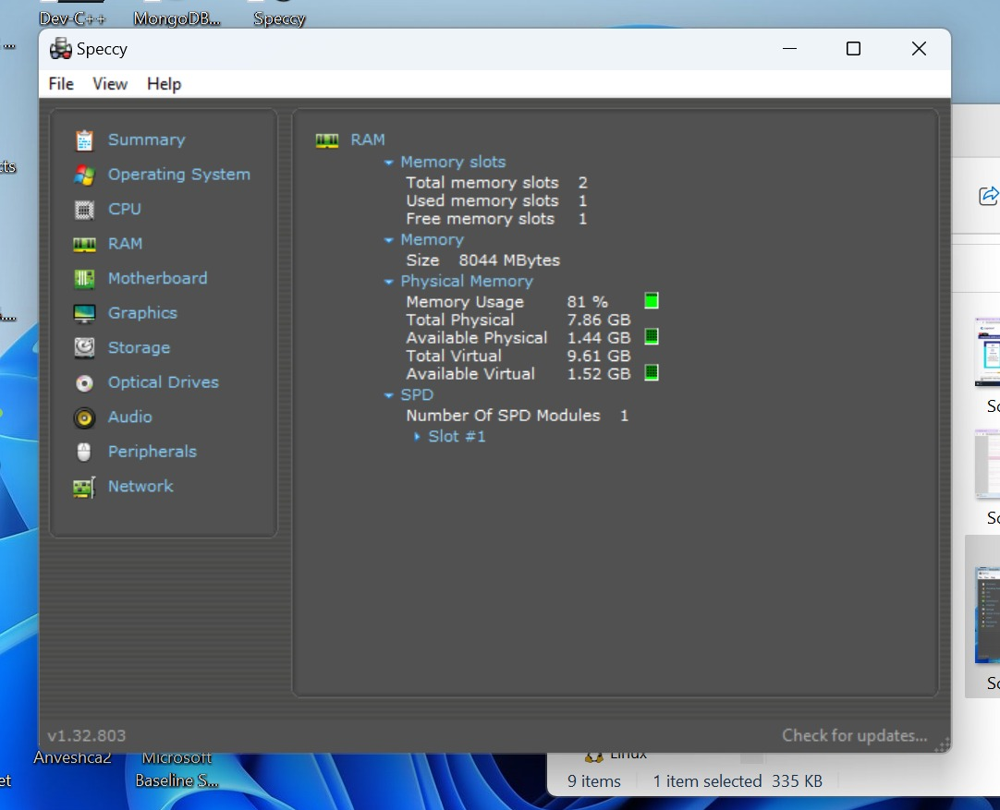 Dev-C++ MongoDB... Speccy
...
Speccy
File View Help
Summary
Operating System
CPU
RAM
Motherboard
Graphics
Storage
Optical Drives
Audio
Peripherals
Network
RAM
Memory slots
Total memory slots 2
Used memory slots 1
Free memory slots 1
Memory
Size 8044 MBytes
Physical Memory
Memory Usage 81 %
Total Physical 7.86 GB
Available Physical 1.44 GB
Total Virtual 9.61 GB
Available Virtual 1.52 GB
SPD
Number Of SPD Modules 1
Slot #1
v1.32.803
Check for updates...
cts
...
Sc
Sc
Sc
Anveshca2 Microsoft
Baseline S...
et
Linux
9 items 1 item selected 335 KB